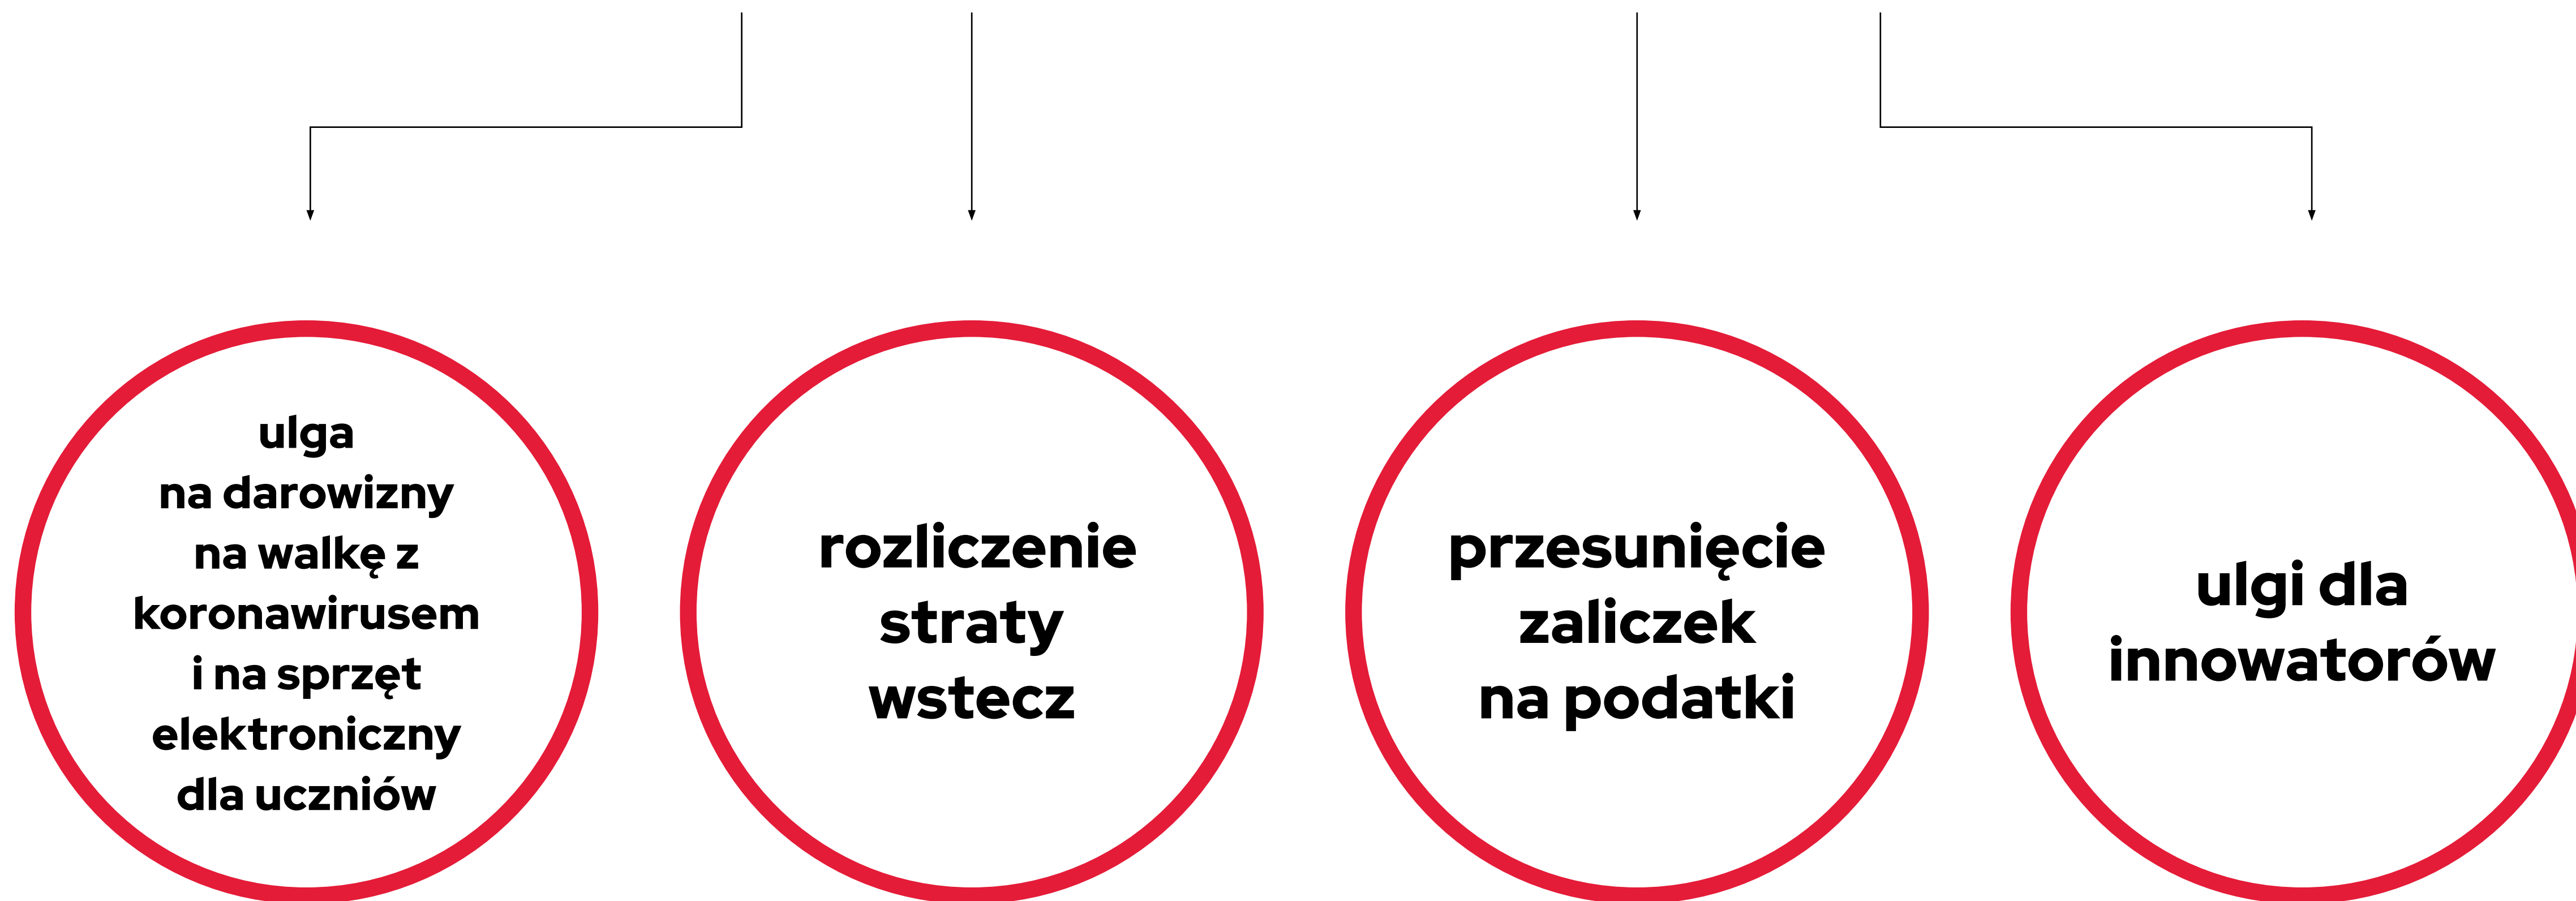 ulga
na darowizny
na walkę z
koronawirusem
i na sprzęt
elektroniczny
dla uczniów
rozliczenie
straty
wstecz
przesunięcie
zaliczek
na podatki
ulgi dla
innowatorów